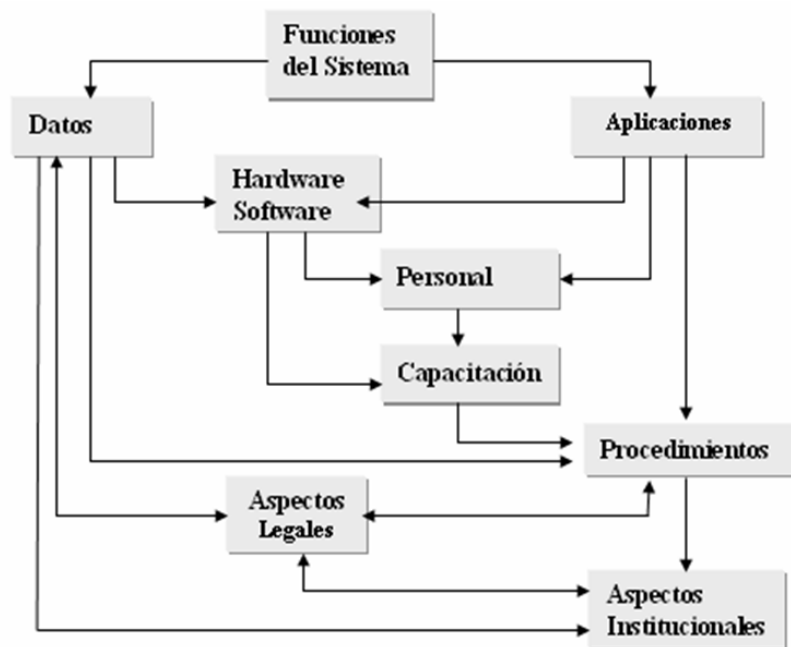 Funciones
del Sistema
Datos
Aplicaciones
Hardware
Software
Personal
Capacitación
Procedimientos
Aspectos
Legales
Aspectos
Institucionales